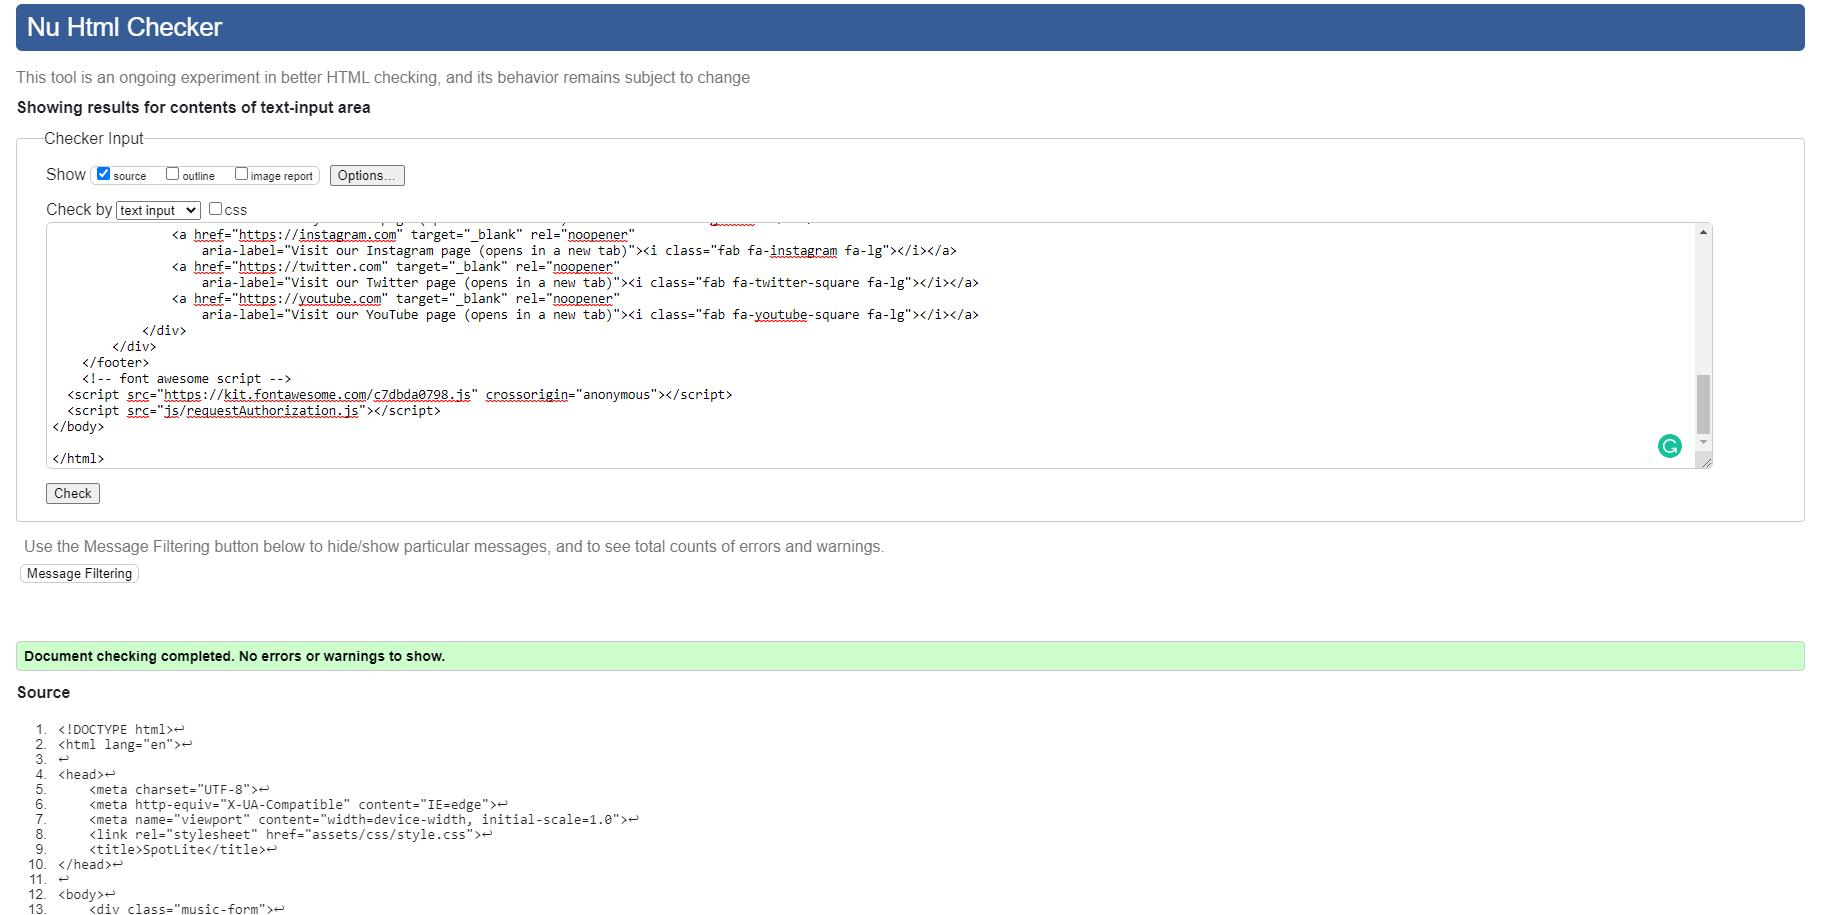 Nu Html Checker
This tool is an ongoing experiment in better HTML checking, and its behavior remains subject to change
Showing results for contents of text-input area
Checker Input
Show source outline image report Options...
Check by text input css
<a href="https://instagram.com" target="_blank" rel="noopener"
aria-label="Visit our Instagram page (opens in a new tab)"><i class="fab fa-instagram fa-lg"></i></a>
<a href="https://twitter.com" target="_blank" rel="noopener"
aria-label="Visit our Twitter page (opens in a new tab)"><i class="fab fa-twitter-square fa-lg"></i></a>
<a href="https://youtube.com" target="_blank" rel="noopener"
aria-label="Visit our YouTube page (opens in a new tab)"><i class="fab fa-youtube-square fa-lg"></i></a>
</div>
</div>
</footer>
<!-- font awesome script -->
<script src="https://kit.fontawesome.com/c7dbda0798.js" crossorigin="anonymous"></script>
<script src="js/requestAuthorization.js"></script>
</body>
</html>
Check
Use the Message Filtering button below to hide/show particular messages, and to see total counts of errors and warnings.
Message Filtering
Document checking completed. No errors or warnings to show.
Source
1. <!DOCTYPE html>↩
2. <html lang="en">↩
3. ↩
4. <head>↩
5. <meta charset="UTF-8">↩
6. <meta http-equiv="X-UA-Compatible" content="IE=edge">↩
7. <meta name="viewport" content="width=device-width, initial-scale=1.0">↩
8. <link rel="stylesheet" href="assets/css/style.css">↩
9. <title>SpotLite</title>↩
10. </head>↩
11. ↩
12. <body>↩
13. <div class="music-form">↩